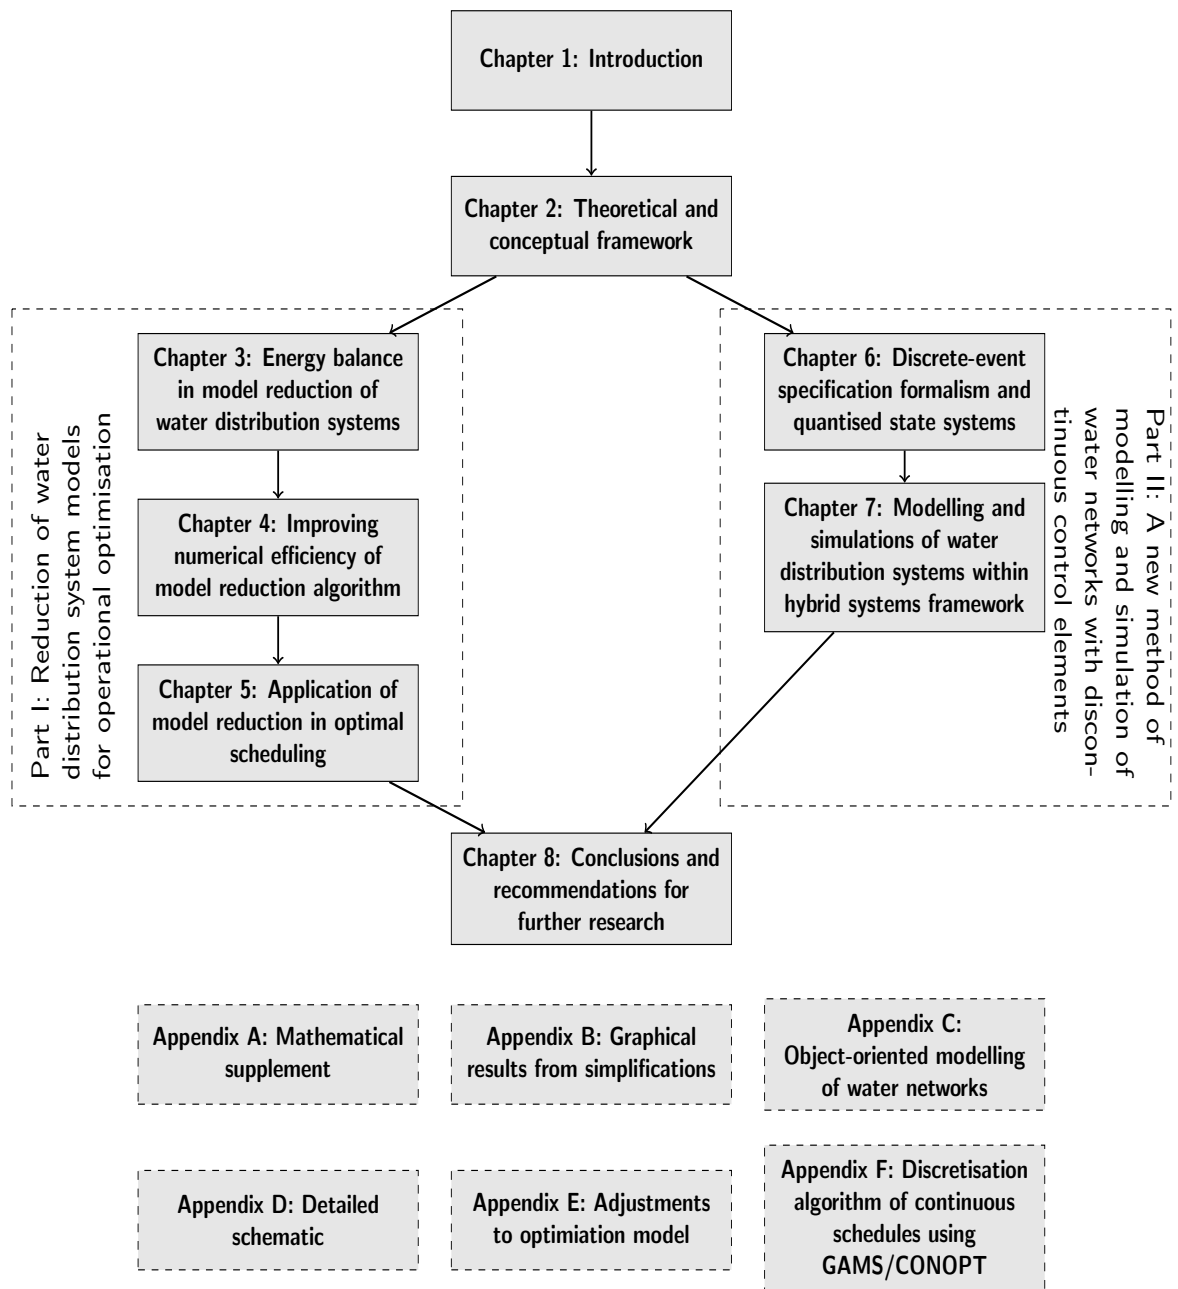 Chapter 1: Introduction
Chapter 2: Theoretical and
conceptual framework
Part I: Reduction of water
distribution system models
for operational optimisation
Chapter 3: Energy balance
in model reduction of
water distribution systems
Chapter 4: Improving
numerical efficiency of
model reduction algorithm
Chapter 5: Application of
model reduction in optimal
scheduling
Chapter 6: Discrete-event
specification formalism and
quantised state systems
Chapter 7: Modelling and
simulations of water
distribution systems within
hybrid systems framework
Part II: A new method of
modelling and simulation of
water networks with discon-
tinuous control elements
Chapter 8: Conclusions and
recommendations for
further research
Appendix A: Mathematical
supplement
Appendix B: Graphical
results from simplifications
Appendix C:
Object-oriented modelling
of water networks
Appendix D: Detailed
schematic
Appendix E: Adjustments
to optimiation model
Appendix F: Discretisation
algorithm of continuous
schedules using
GAMS/CONOPT